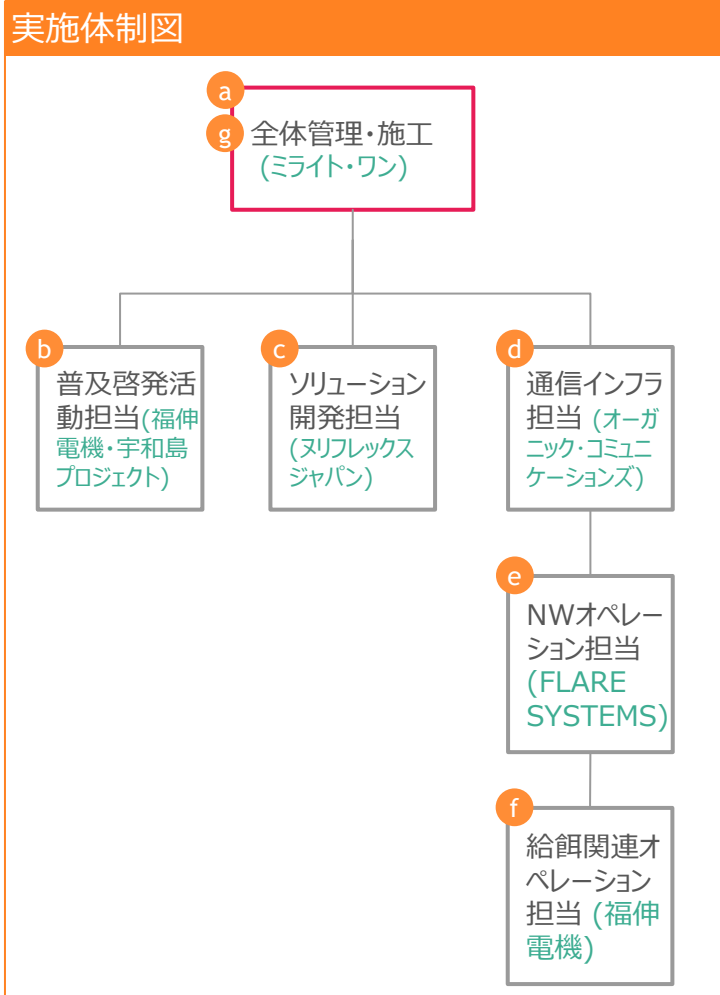 実施体制図
a
g
全体管理・施工
(ミライト・ワン)
b
普及啓発活
動担当(福伸
電機・宇和島
プロジェクト)
c
ソリューション
開発担当
(ヌリフレックス
ジャパン)
d
通信インフラ
担当 (オーガ
ニック・コミュニ
ケーションズ)
e
NWオペレー
ション担当
(FLARE
SYSTEMS)
f
給餌関連オ
ペレーション
担当 (福伸
電機)